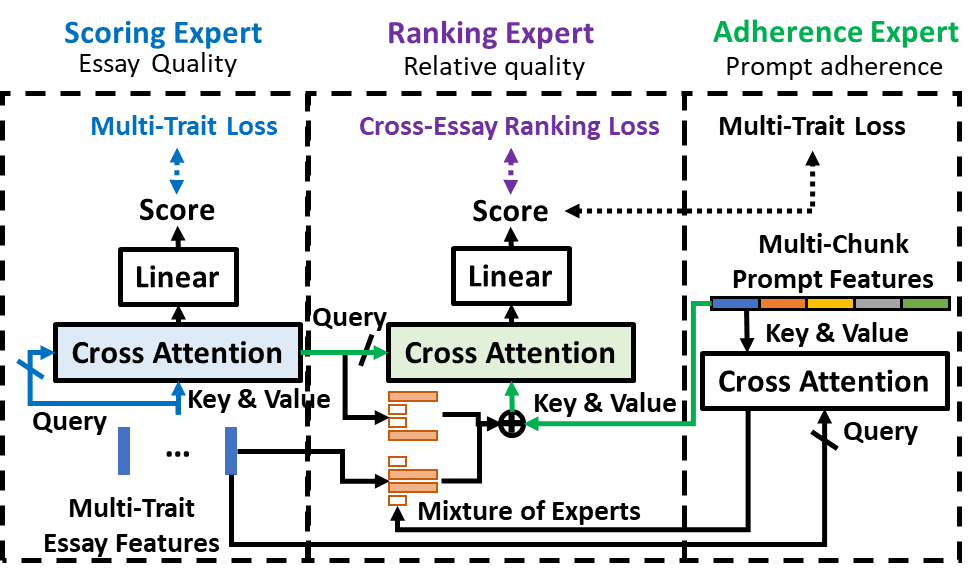 Scoring Expert
Essay Quality
Ranking Expert
Relative quality
Adherence Expert
Prompt adherence
Multi-Trait Loss
Cross-Essay Ranking Loss
Multi-Trait Loss
Score
Score
Linear
Linear
Multi-Chunk
Prompt Features
Query
Key & Value
Cross Attention
Cross Attention
Cross Attention
Query
Key & Value
Key & Value
Query
...
Multi-Trait
Essay Features
Mixture of Experts